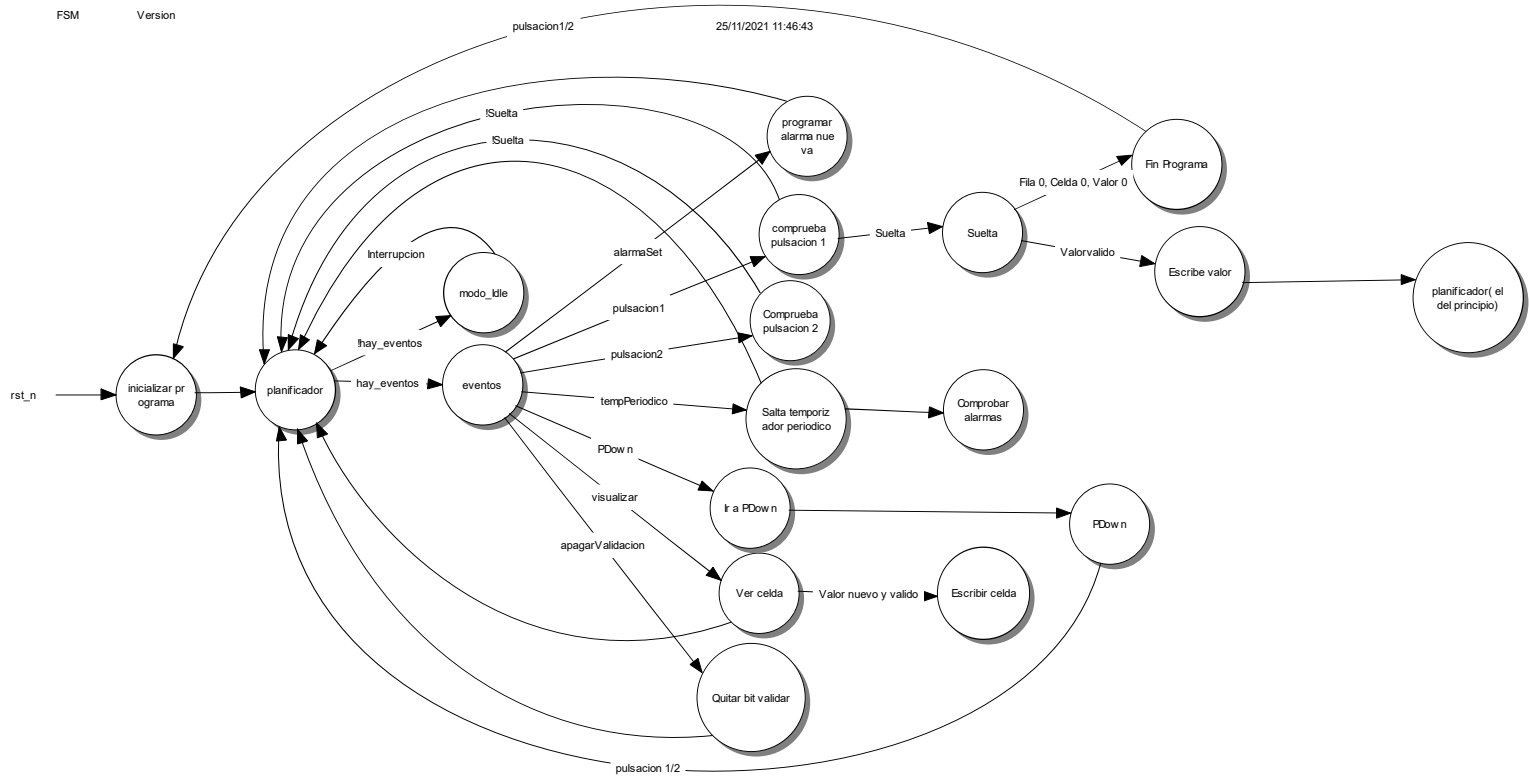 FSM Version
pulsacion1/2
25/11/2021 11:46:43
!Suelta
!Suelta
programar
alarma nue
va
Fin Programa
Fila 0, Celda 0, Valor 0
comprueba
pulsacion 1
Suelta
Suelta
Valorvalido
Escribe valor
planificador( el
del principio)
Interrupcion
modo_Idle
alarmaSet
pulsacion1
Comprueba
pulsacion 2
!hay_eventos
pulsacion2
rst_n
inicializar pr
ograma
planificador
hay_eventos
eventos
tempPeriodico
Salta temporiz
ador periodico
Comprobar
alarmas
PDown
visualizar
Ir a PDown
PDown
apagarValidacion
Ver celda
Valor nuevo y valido
Escribir celda
Quitar bit validar
pulsacion 1/2